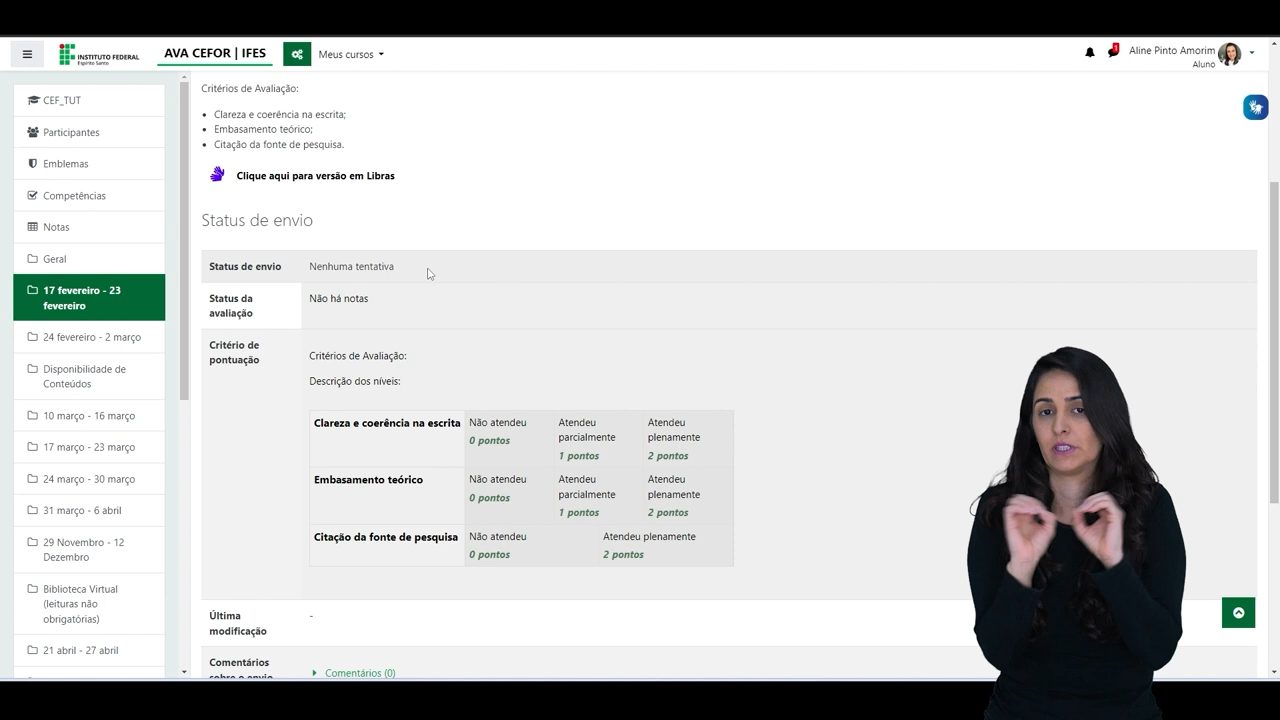 INSTITUTO FEDERAL
Espírito Santo
AVA CEFOR | IFES
Meus cursos
Aline Pinto Amorim
Aluno
CEF_TUT
Participantes
Emblemas
Competências
Notas
Geral
17 fevereiro - 23
fevereiro
24 fevereiro - 2 março
Disponibilidade de
Conteúdos
10 março - 16 março
17 março - 23 março
24 março - 30 março
31 março - 6 abril
29 Novembro - 12
Dezembro
Biblioteca Virtual
(leituras não
obrigatórias)
21 abril - 27 abril
Critérios de Avaliação:
Clareza e coerência na escrita;
Embasamento teórico;
Citação da fonte de pesquisa.
Clique aqui para versão em Libras
Status de envio
Status de envio
Nenhuma tentativa
Status da
avaliação
Não há notas
Critério de
pontuação
Critérios de Avaliação:
Descrição dos níveis:
Clareza e coerência na escrita
Não atendeu
0 pontos
Atendeu
parcialmente
1 pontos
Atendeu
plenamente
2 pontos
Embasamento teórico
Não atendeu
0 pontos
Atendeu
parcialmente
1 pontos
Atendeu
plenamente
2 pontos
Citação da fonte de pesquisa
Não atendeu
0 pontos
Atendeu plenamente
2 pontos
Última
modificação
-
Comentários
sobre o envio
Comentários (0)